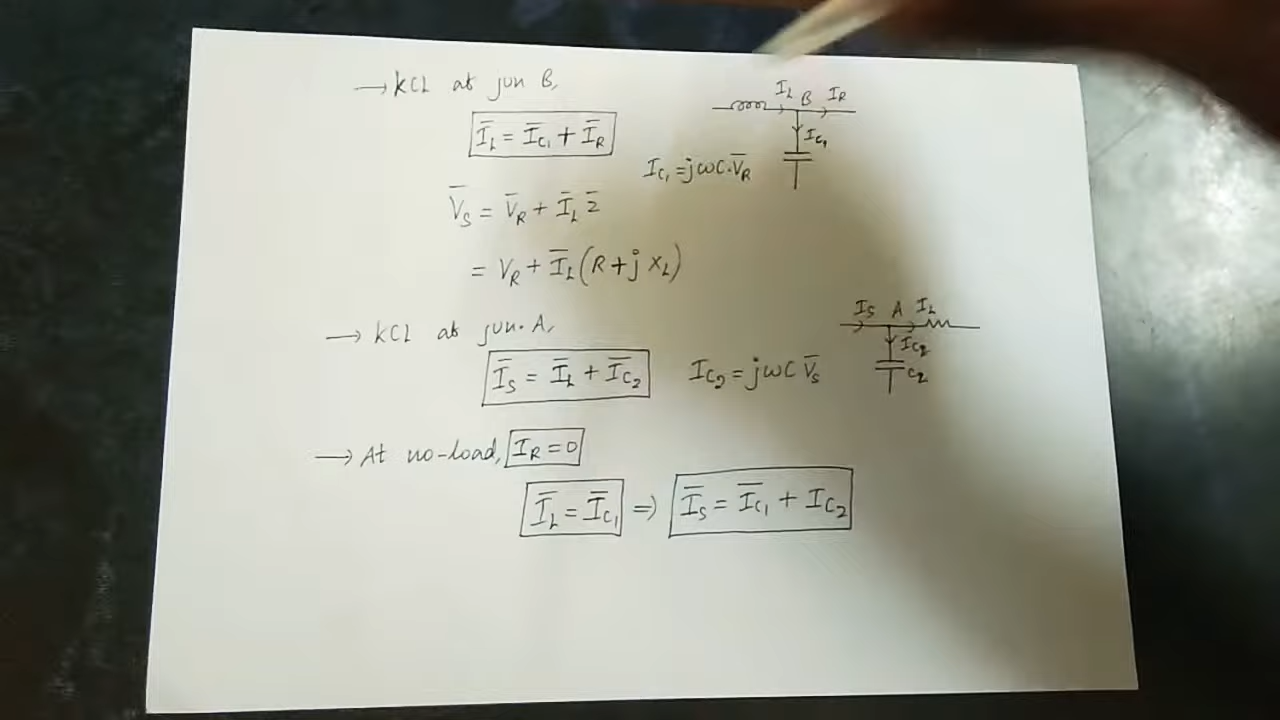 → KCL at jun B,
I̅L = I̅C1 + I̅R
IL B IR
IC1
IC1 = jωC·V̅R
V̅S = V̅R + I̅L z̅
= VR + I̅L (R + j XL)
→ KCL at jun. A,
IS A IL
I̅S = I̅L + I̅C2
IC2 = jωC V̅S
IC2
C2
→ At no-load, IR = 0
I̅L = I̅C1 ⇒ I̅S = I̅C1 + IC2